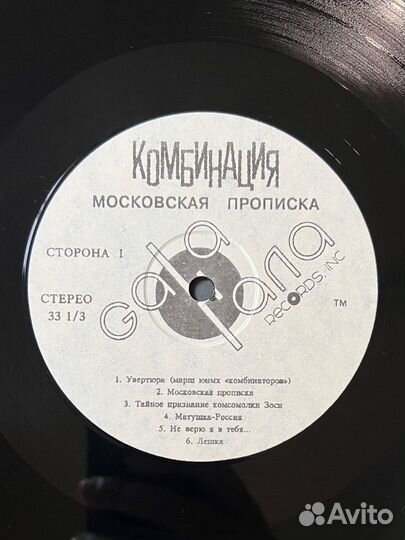 КОМБИНАЦИЯ
МОСКОВСКАЯ ПРОПИСКА
СТОРОНА 1
Gala
Лала
RECORDS, INC
TM
СТЕРЕО
33 1/3
1. Увертюра (марш юных «комбинаторов»)
2. Московская прописка
3. Тайное признание комсомолки Зоси
4. Матушка-Россия
5. Не верю я в тебя...
6. Лешка
Avito